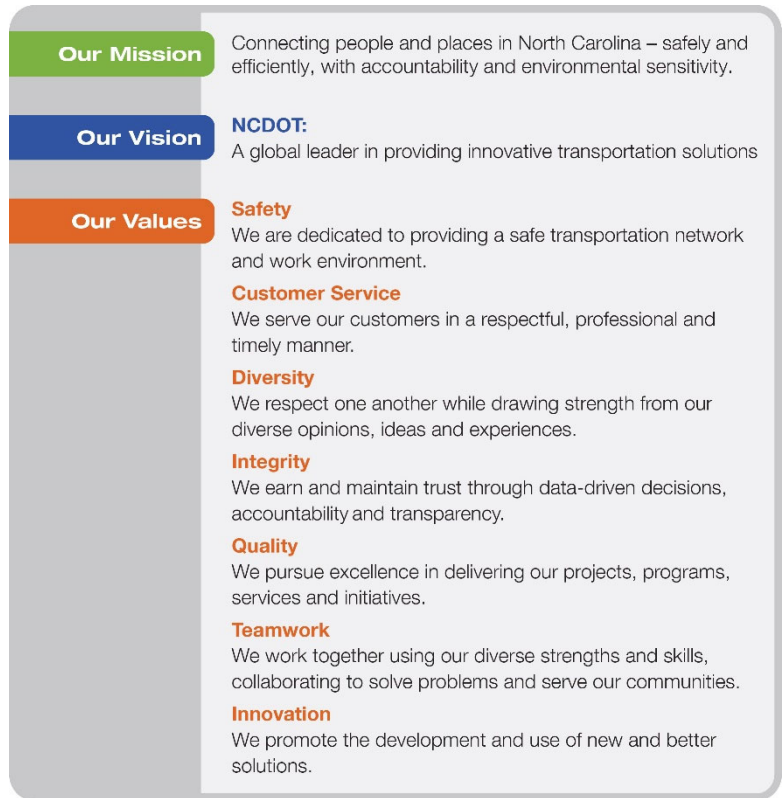 Our Mission
Connecting people and places in North Carolina – safely and
efficiently, with accountability and environmental sensitivity.
Our Vision
NCDOT:
A global leader in providing innovative transportation solutions
Our Values
Safety
We are dedicated to providing a safe transportation network
and work environment.
Customer Service
We serve our customers in a respectful, professional and
timely manner.
Diversity
We respect one another while drawing strength from our
diverse opinions, ideas and experiences.
Integrity
We earn and maintain trust through data-driven decisions,
accountability and transparency.
Quality
We pursue excellence in delivering our projects, programs,
services and initiatives.
Teamwork
We work together using our diverse strengths and skills,
collaborating to solve problems and serve our communities.
Innovation
We promote the development and use of new and better
solutions.